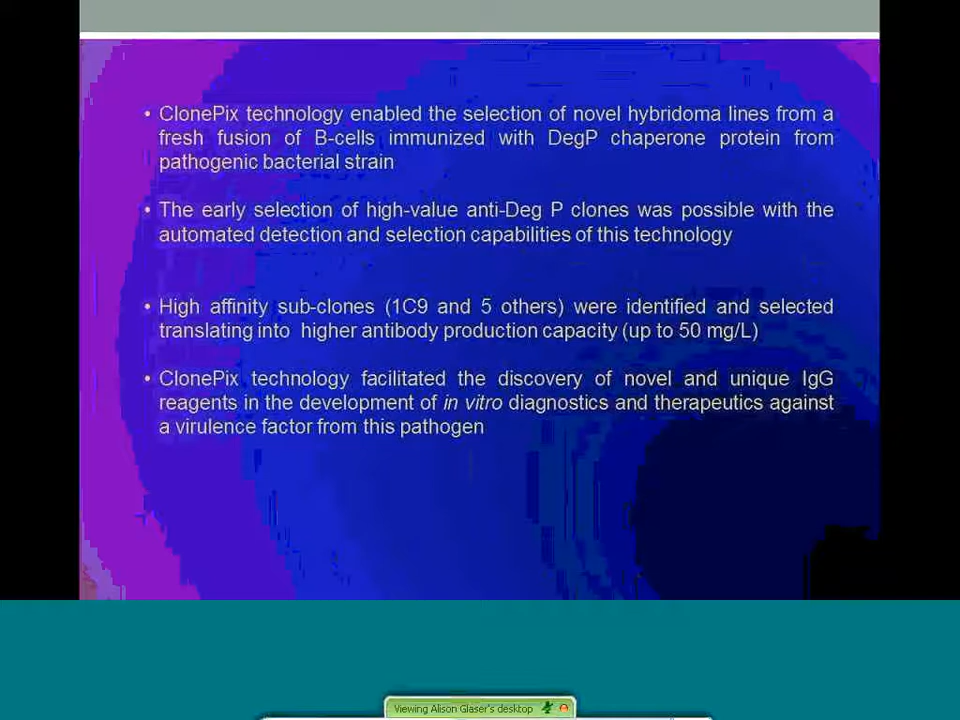 • ClonePix technology enabled the selection of novel hybridoma lines from a
fresh fusion of B-cells immunized with DegP chaperone protein from
pathogenic bacterial strain
• The early selection of high-value anti-Deg P clones was possible with the
automated detection and selection capabilities of this technology
• High affinity sub-clones (1C9 and 5 others) were identified and selected
translating into higher antibody production capacity (up to 50 mg/L)
• ClonePix technology facilitated the discovery of novel and unique IgG
reagents in the development of in vitro diagnostics and therapeutics against
a virulence factor from this pathogen
Viewing Alison Glaser's desktop